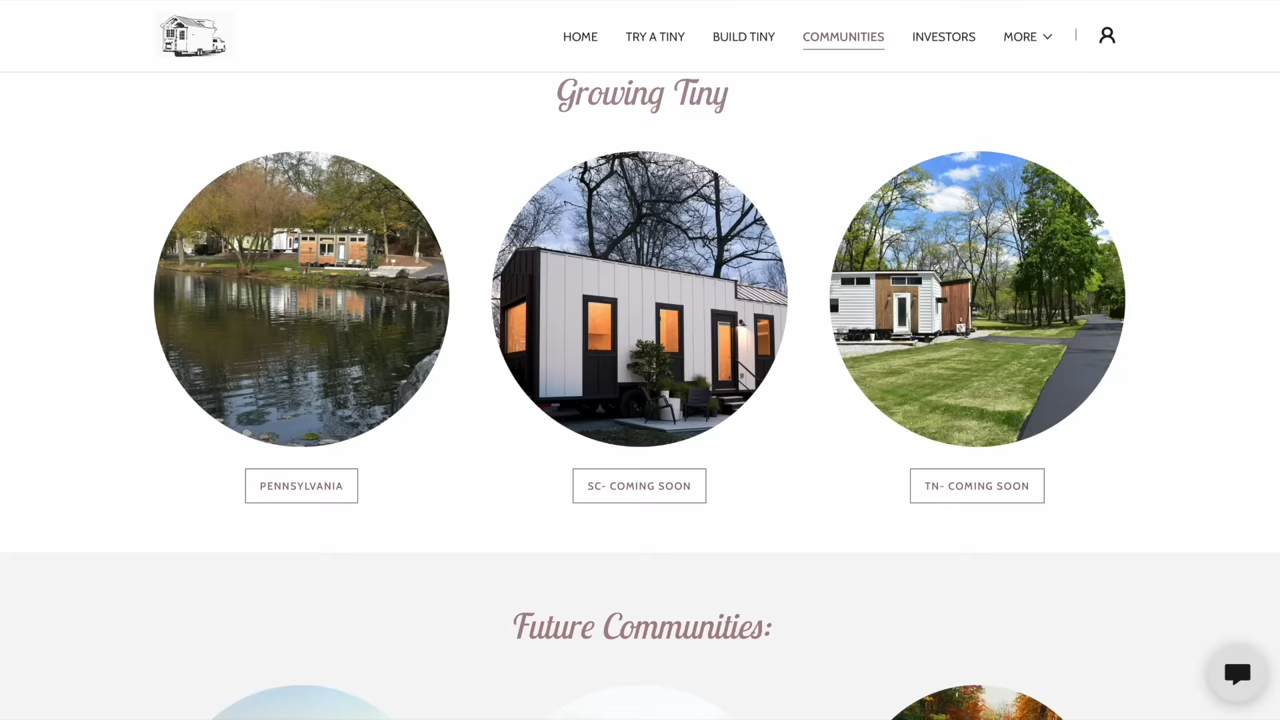 HOME TRY A TINY BUILD TINY COMMUNITIES INVESTORS MORE
Growing Tiny
PENNSYLVANIA SC- COMING SOON TN- COMING SOON
Future Communities: